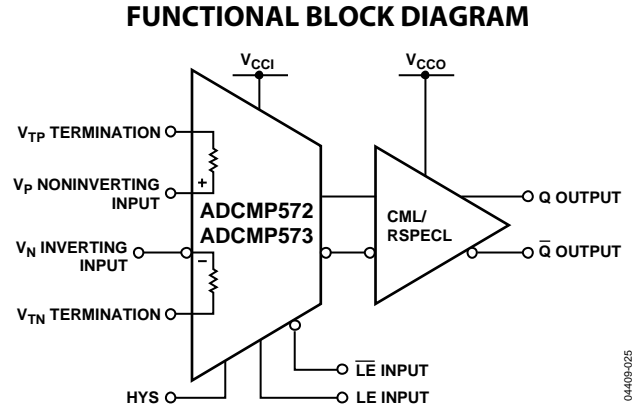 FUNCTIONAL BLOCK DIAGRAM
VCCI
VCCO
VTP TERMINATION
VP NONINVERTING
INPUT
+
ADCMP572
ADCMP573
CML/
RSPECL
Q OUTPUT
VN INVERTING
INPUT
–
Q̅ OUTPUT
VTN TERMINATION
L̅E̅ INPUT
HYS
LE INPUT
04409-025